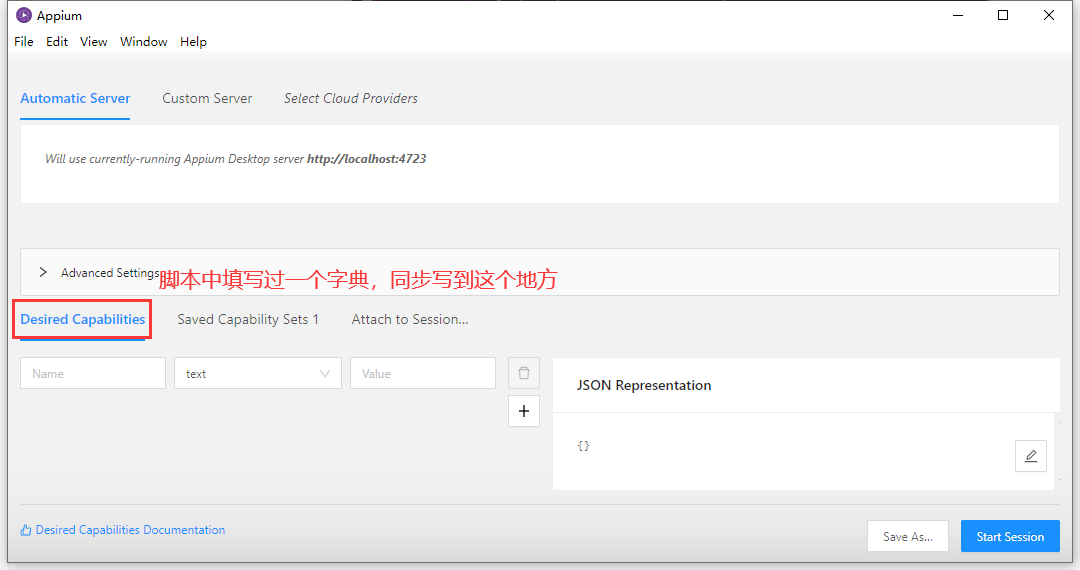 Appium
File Edit View Window Help
Automatic Server Custom Server Select Cloud Providers
Will use currently-running Appium Desktop server http://localhost:4723
Advanced Settings
脚本中填写过一个字典，同步写到这个地方
Desired Capabilities Saved Capability Sets 1 Attach to Session...
Name text Value
JSON Representation
{}
Desired Capabilities Documentation
Save As... Start Session